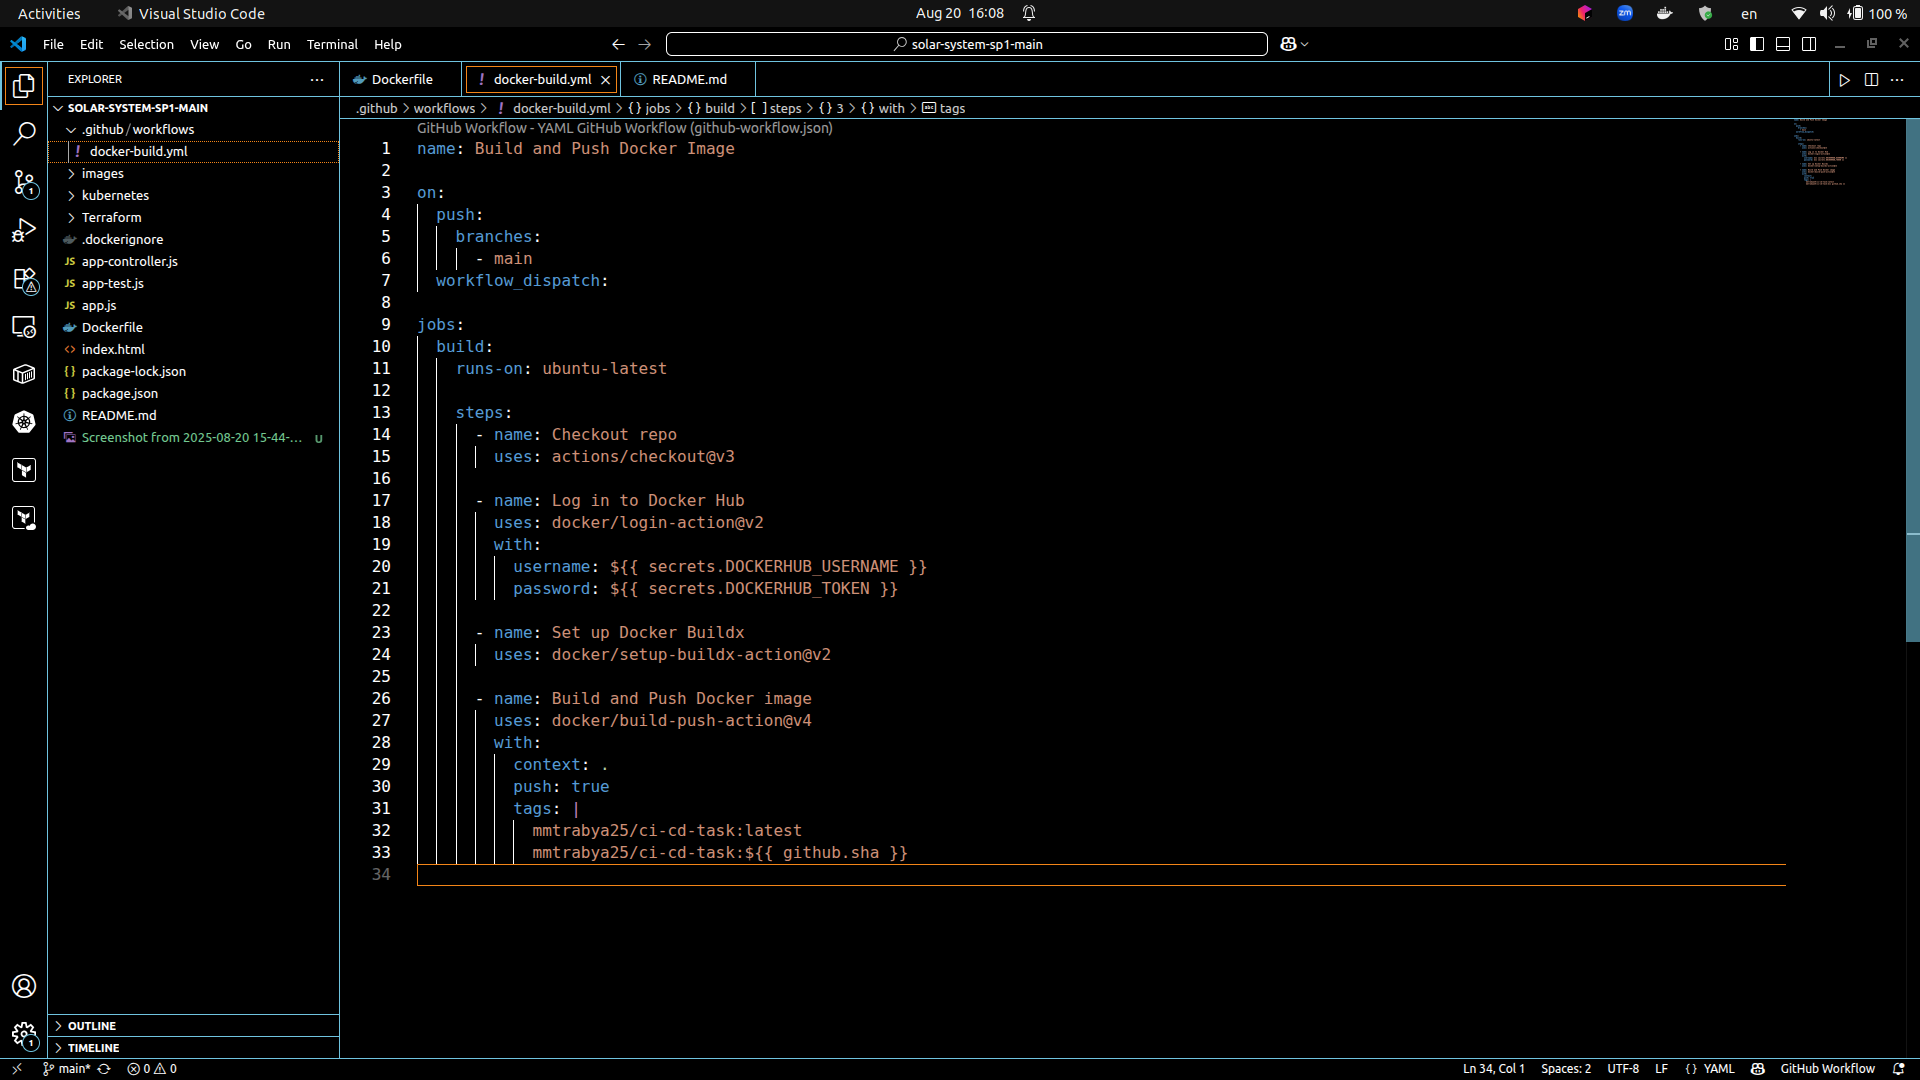 Activities
Visual Studio Code
Aug 20 16:08
zm
en
100 %
File Edit Selection View Go Run Terminal Help
solar-system-sp1-main
EXPLORER
Dockerfile
! docker-build.yml
README.md
SOLAR-SYSTEM-SP1-MAIN
.github / workflows
! docker-build.yml
images
kubernetes
Terraform
.dockerignore
JS app-controller.js
JS app-test.js
JS app.js
Dockerfile
<> index.html
{} package-lock.json
{} package.json
README.md
Screenshot from 2025-08-20 15-44-... U
OUTLINE
TIMELINE
.github > workflows > ! docker-build.yml > {} jobs > {} build > [ ] steps > {} 3 > {} with > abc tags
GitHub Workflow - YAML GitHub Workflow (github-workflow.json)
1 name: Build and Push Docker Image
2
3 on:
4 push:
5 branches:
6 - main
7 workflow_dispatch:
8
9 jobs:
10 build:
11 runs-on: ubuntu-latest
12
13 steps:
14 - name: Checkout repo
15 uses: actions/checkout@v3
16
17 - name: Log in to Docker Hub
18 uses: docker/login-action@v2
19 with:
20 username: ${{ secrets.DOCKERHUB_USERNAME }}
21 password: ${{ secrets.DOCKERHUB_TOKEN }}
22
23 - name: Set up Docker Buildx
24 uses: docker/setup-buildx-action@v2
25
26 - name: Build and Push Docker image
27 uses: docker/build-push-action@v4
28 with:
29 context: .
30 push: true
31 tags: |
32 mmtrabya25/ci-cd-task:latest
33 mmtrabya25/ci-cd-task:${{ github.sha }}
34
1
1
main*
0 0
Ln 34, Col 1
Spaces: 2
UTF-8
LF
{} YAML
GitHub Workflow